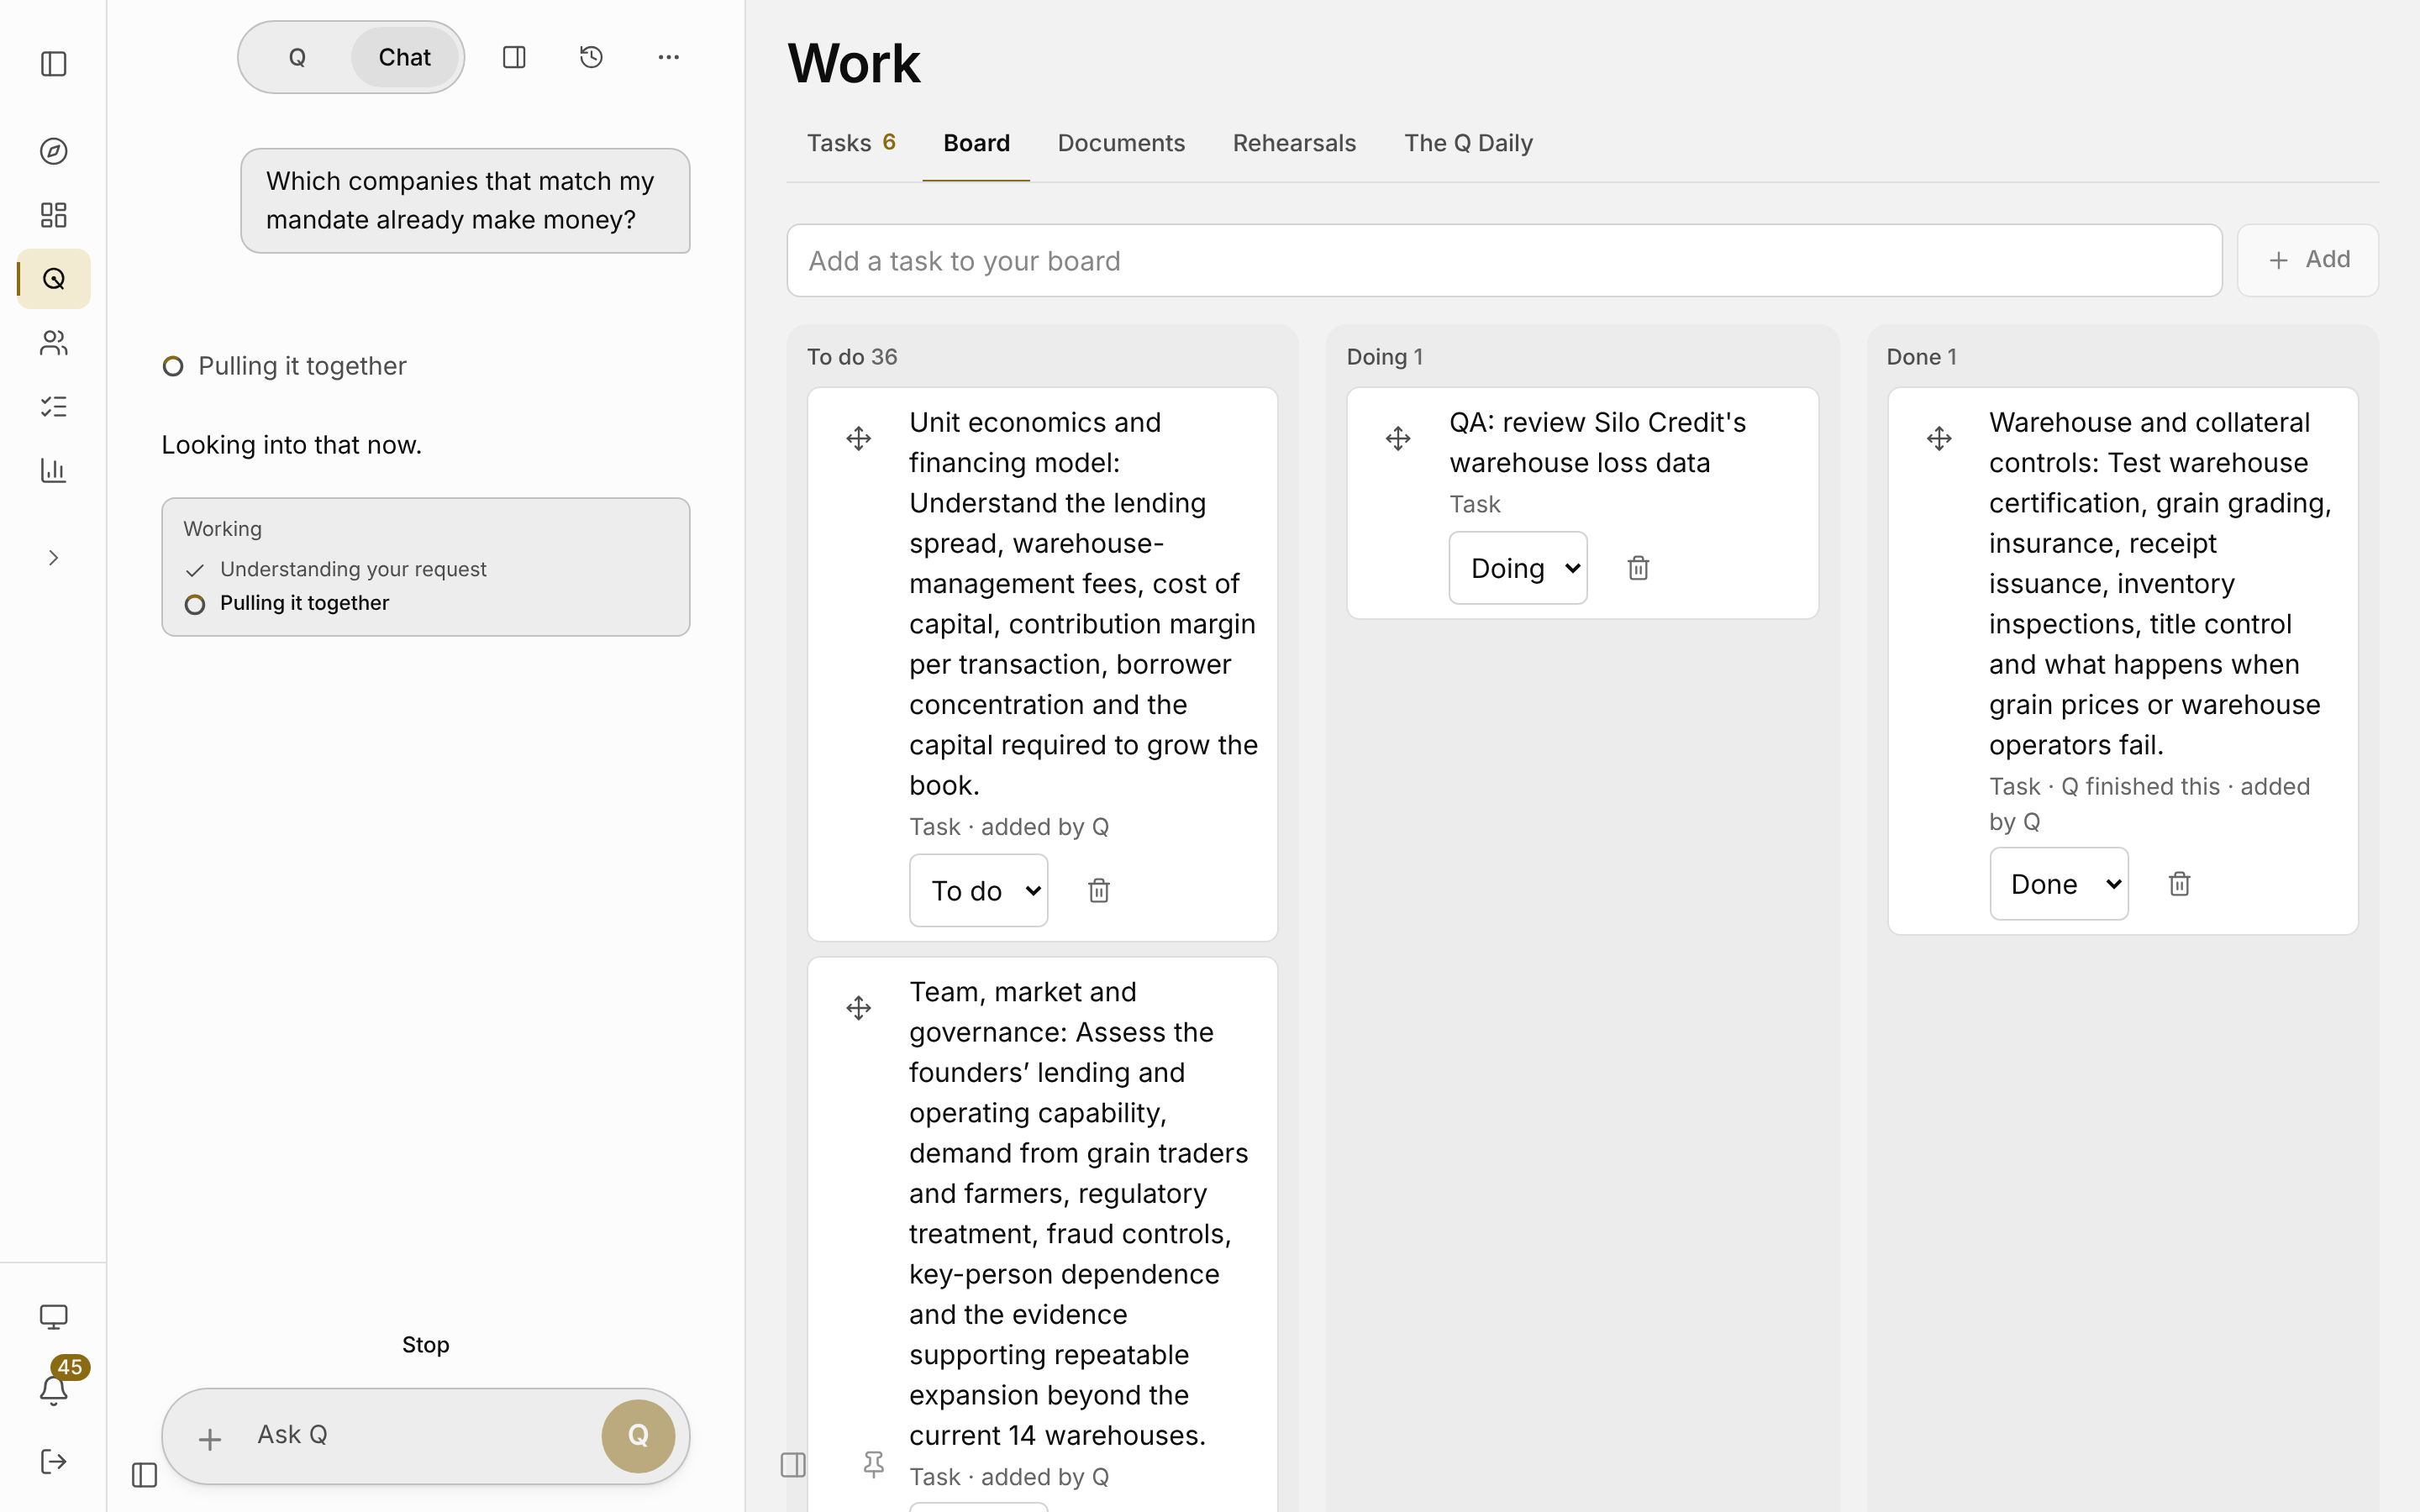 Q
Chat
Which companies that match my
mandate already make money?
Pulling it together
Looking into that now.
Working
Understanding your request
Pulling it together
Stop
Ask Q
Q
45
Work
Tasks 6
Board
Documents
Rehearsals
The Q Daily
Add a task to your board
Add
To do 36
Unit economics and
financing model:
Understand the lending
spread, warehouse-
management fees, cost of
capital, contribution margin
per transaction, borrower
concentration and the
capital required to grow the
book.
Task · added by Q
To do
Team, market and
governance: Assess the
founders’ lending and
operating capability,
demand from grain traders
and farmers, regulatory
treatment, fraud controls,
key-person dependence
and the evidence
supporting repeatable
expansion beyond the
current 14 warehouses.
Task · added by Q
Doing 1
QA: review Silo Credit's
warehouse loss data
Task
Doing
Done 1
Warehouse and collateral
controls: Test warehouse
certification, grain grading,
insurance, receipt
issuance, inventory
inspections, title control
and what happens when
grain prices or warehouse
operators fail.
Task · Q finished this · added
by Q
Done